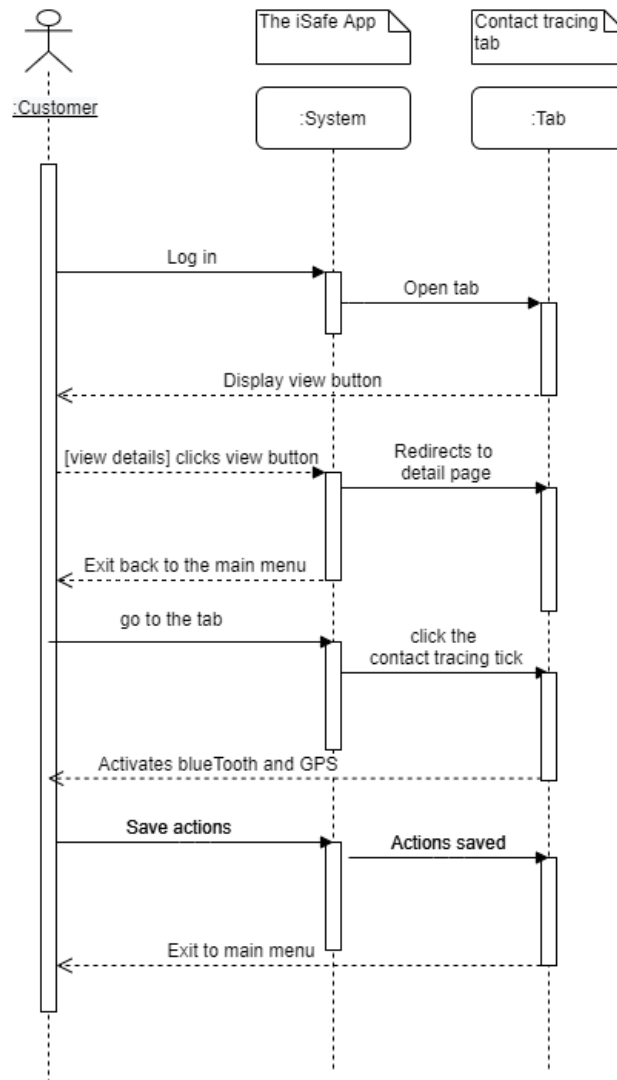 The iSafe App
Contact tracing
tab
:Customer
:System
:Tab
Log in
Open tab
Display view button
[view details] clicks view button
Redirects to
detail page
Exit back to the main menu
go to the tab
click the
contact tracing tick
Activates blueTooth and GPS
Save actions
Actions saved
Exit to main menu